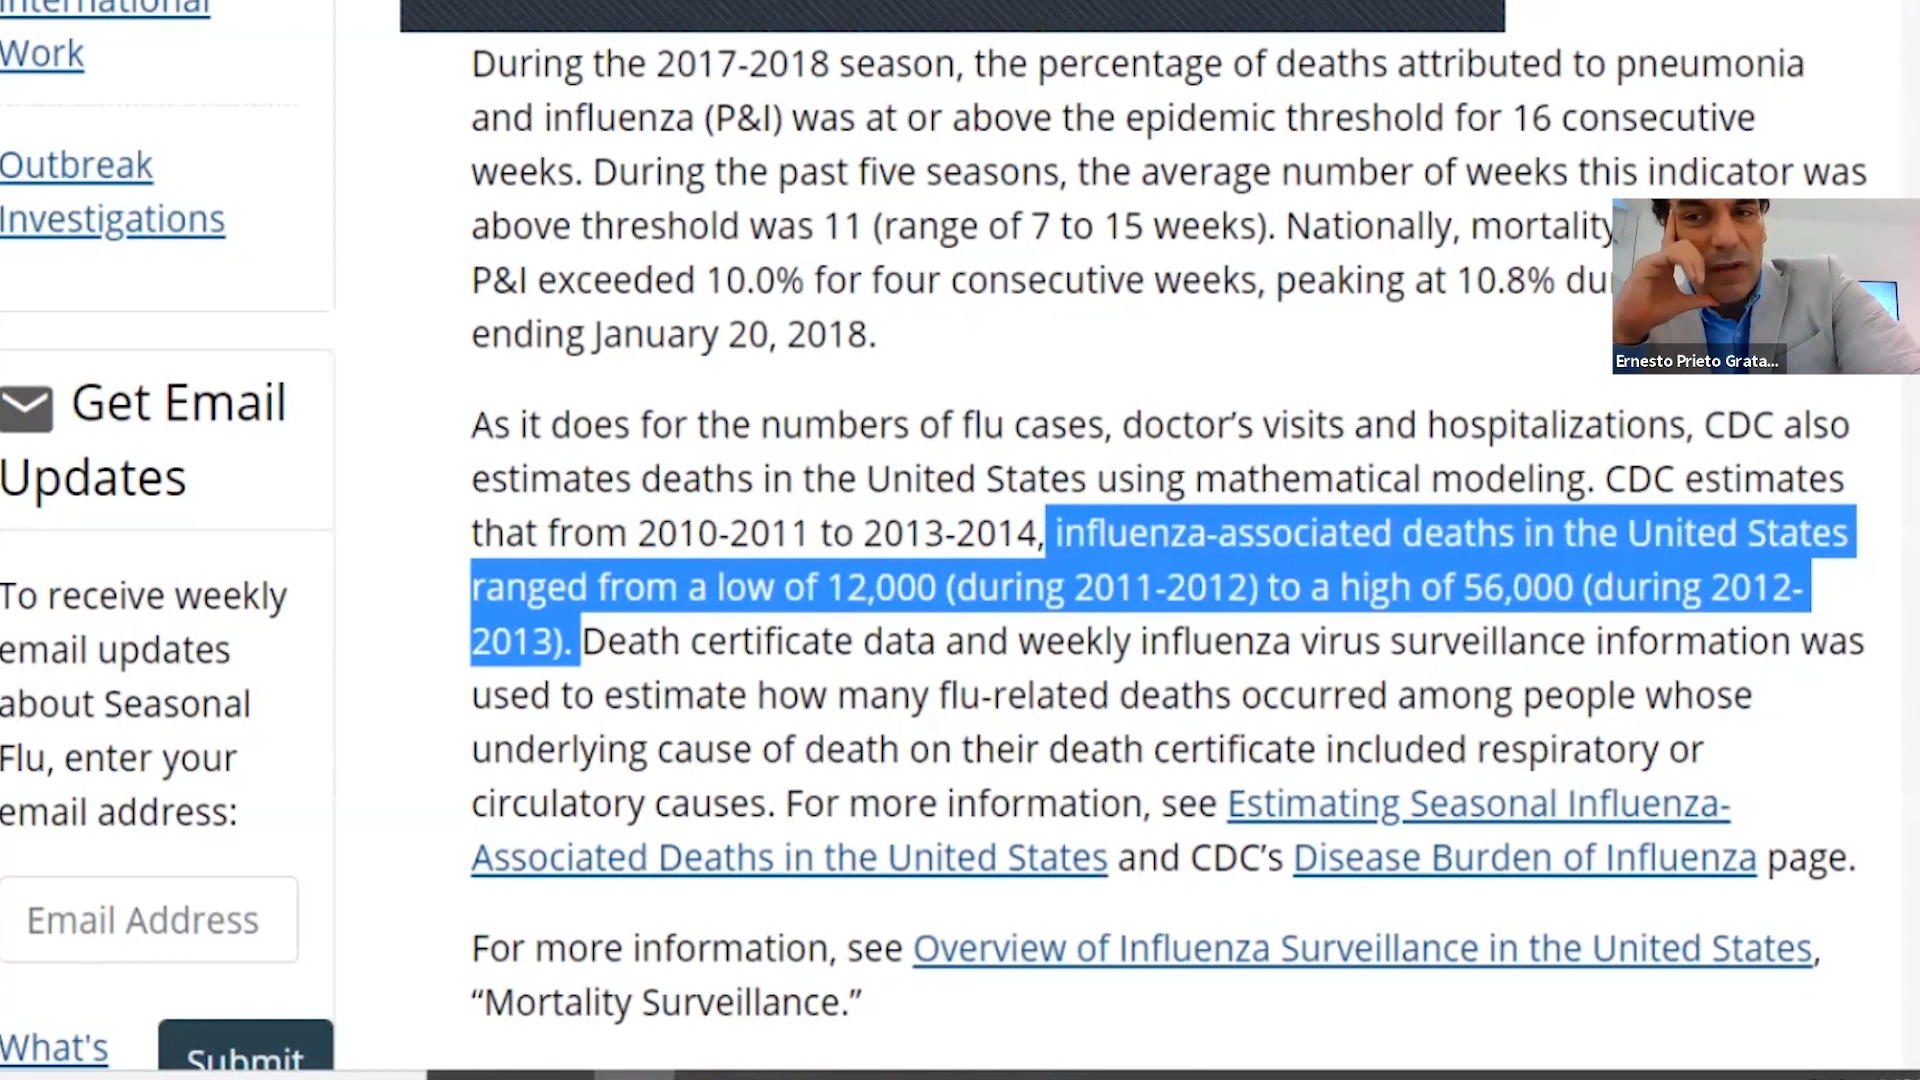 International
Work
Outbreak
Investigations
Get Email
Updates
To receive weekly
email updates
about Seasonal
Flu, enter your
email address:
Email Address
What's
Submit
During the 2017-2018 season, the percentage of deaths attributed to pneumonia
and influenza (P&I) was at or above the epidemic threshold for 16 consecutive
weeks. During the past five seasons, the average number of weeks this indicator was
above threshold was 11 (range of 7 to 15 weeks). Nationally, mortality
P&I exceeded 10.0% for four consecutive weeks, peaking at 10.8% du
ending January 20, 2018.
As it does for the numbers of flu cases, doctor’s visits and hospitalizations, CDC also
estimates deaths in the United States using mathematical modeling. CDC estimates
that from 2010-2011 to 2013-2014, influenza-associated deaths in the United States
ranged from a low of 12,000 (during 2011-2012) to a high of 56,000 (during 2012-
2013). Death certificate data and weekly influenza virus surveillance information was
used to estimate how many flu-related deaths occurred among people whose
underlying cause of death on their death certificate included respiratory or
circulatory causes. For more information, see Estimating Seasonal Influenza-
Associated Deaths in the United States and CDC’s Disease Burden of Influenza page.
For more information, see Overview of Influenza Surveillance in the United States,
“Mortality Surveillance.”
Ernesto Prieto Grata...